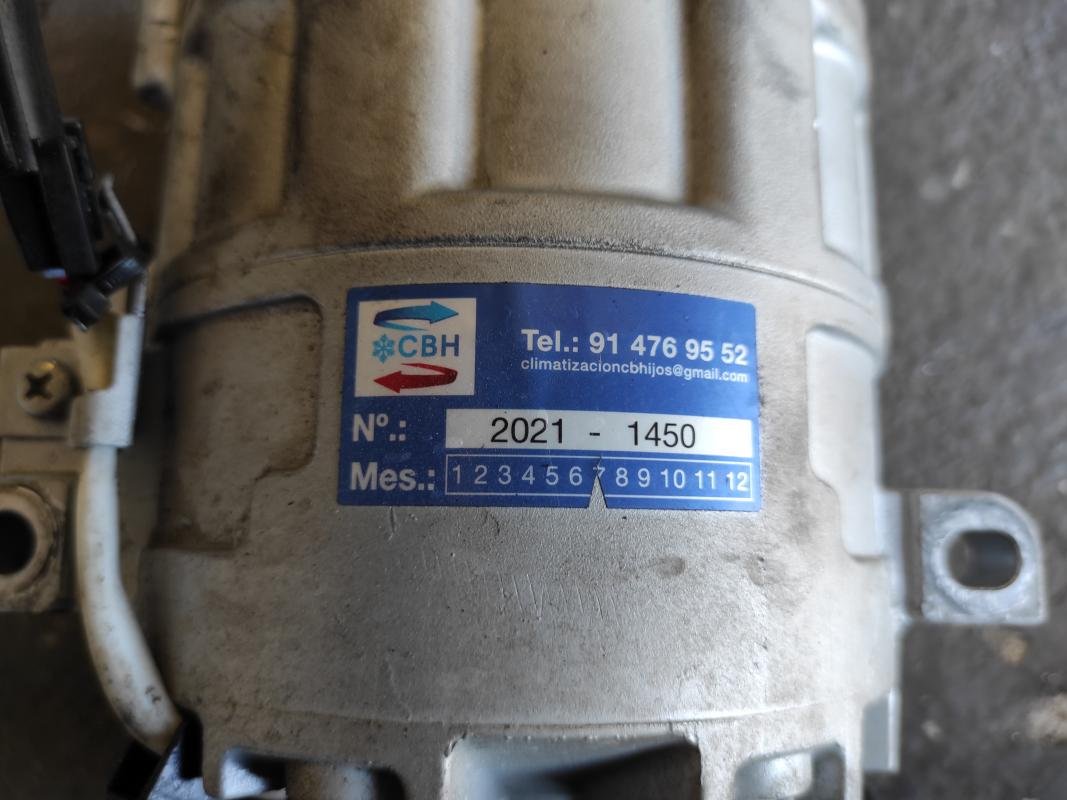 CBH
Tel.: 91 476 95 52
climatizacioncbhijos@gmail.com
Nº.: 2021 - 1450
Mes.: 1 2 3 4 5 6 7 8 9 10 11 12